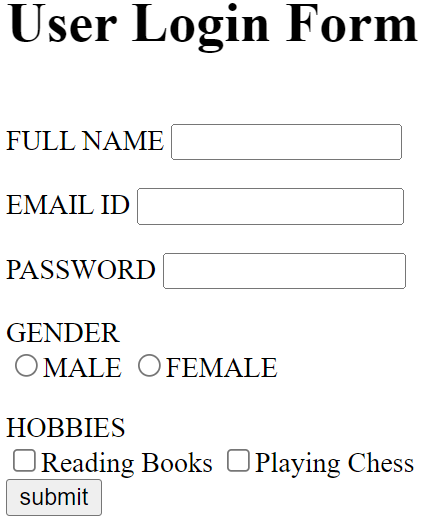 User Login Form
FULL NAME
EMAIL ID
PASSWORD
GENDER
MALE FEMALE
HOBBIES
Reading Books Playing Chess
submit